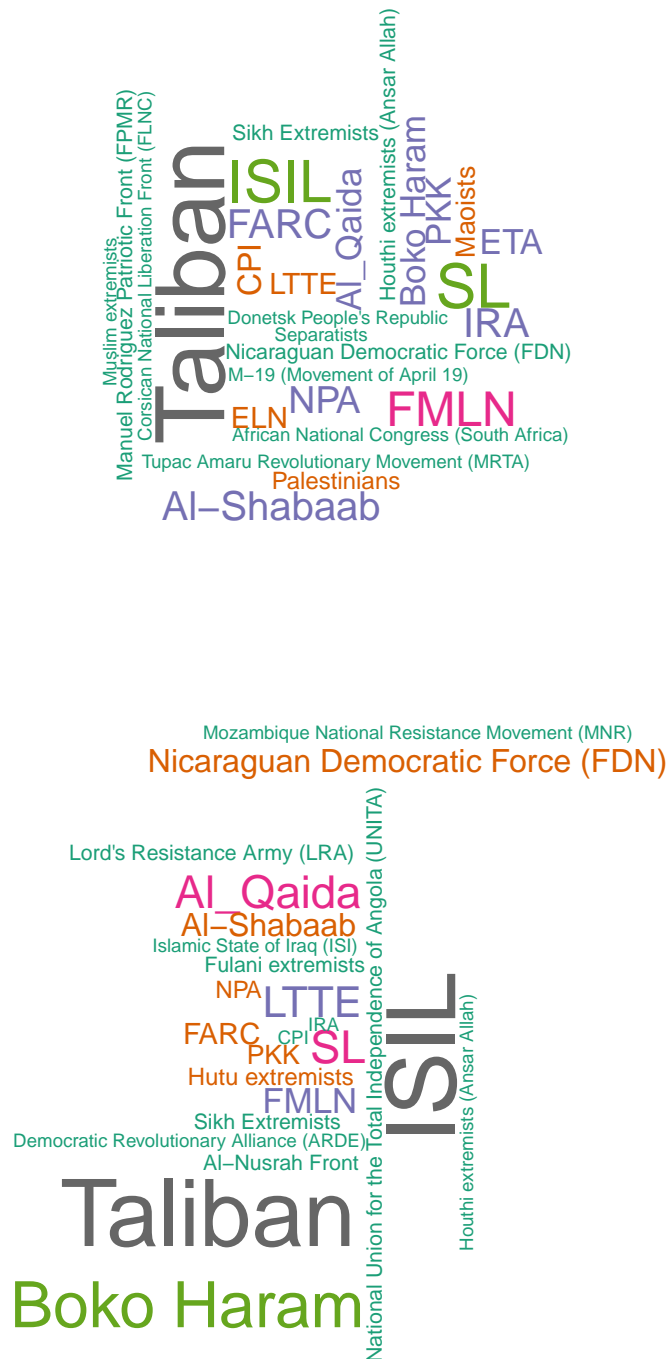 Muslim extremists
Manuel Rodriguez Patriotic Front (FPMR)
Corsican National Liberation Front (FLNC)
Taliban
Sikh Extremists
ISIL
FARC
Al_Qaida
Houthi extremists (Ansar Allah)
Boko Haram
PKK
Maoists
ETA
CPI
LTTE
SL
IRA
Donetsk People's Republic
Separatists
Nicaraguan Democratic Force (FDN)
M−19 (Movement of April 19)
NPA
FMLN
ELN
African National Congress (South Africa)
Tupac Amaru Revolutionary Movement (MRTA)
Palestinians
Al−Shabaab
Mozambique National Resistance Movement (MNR)
Nicaraguan Democratic Force (FDN)
National Union for the Total Independence of Angola (UNITA)
Lord's Resistance Army (LRA)
Al_Qaida
Al−Shabaab
Islamic State of Iraq (ISI)
Fulani extremists
NPA
LTTE
ISIL
Houthi extremists (Ansar Allah)
IRA
FARC
CPI
SL
PKK
Hutu extremists
FMLN
Sikh Extremists
Democratic Revolutionary Alliance (ARDE)
Al−Nusrah Front
Taliban
Boko Haram